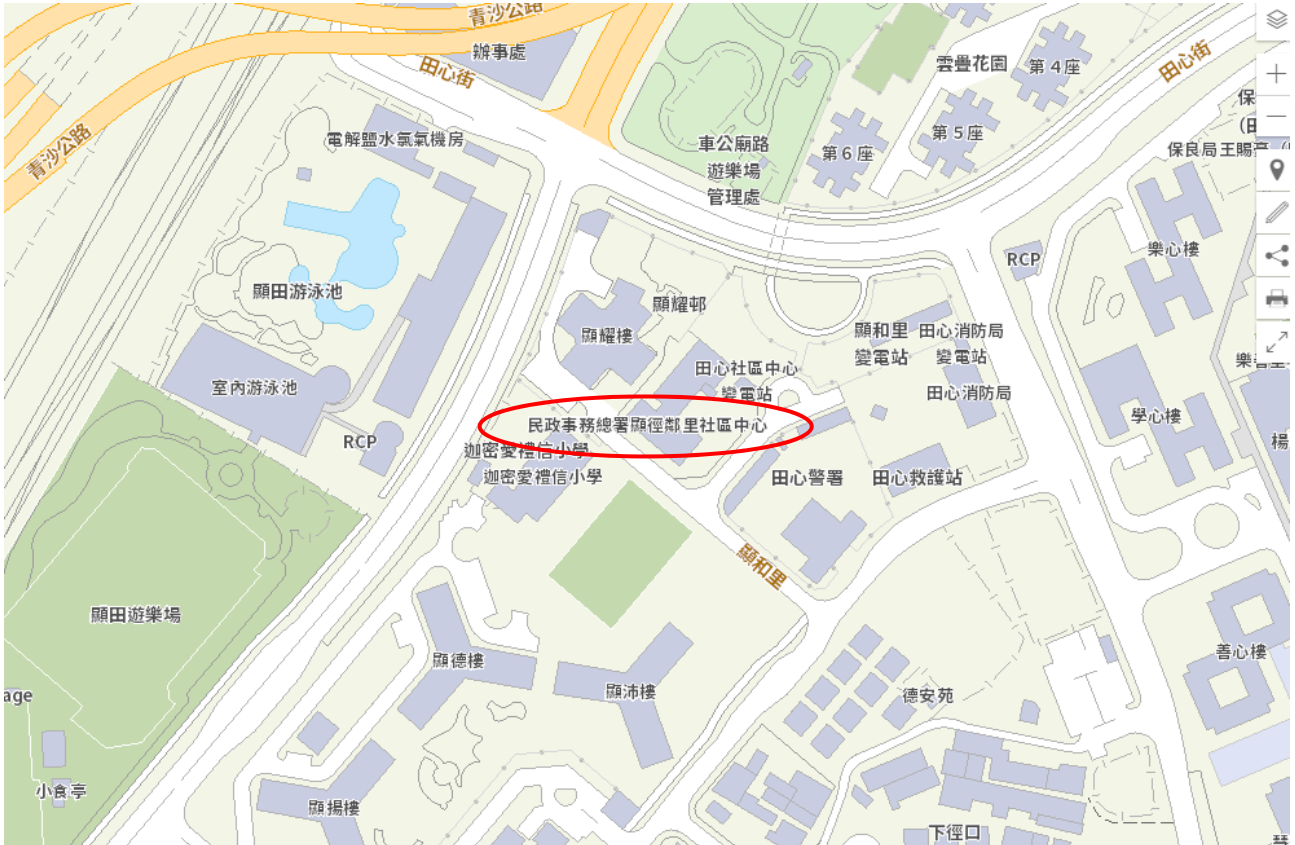 青沙公路
辦事處
田心街
雲疊花園
第 4 座
田心街
電解鹽水氯氣機房
車公廟路
遊樂場
管理處
第 6 座
第 5 座
青沙公路
樂心樓
RCP
顯田游泳池
顯耀邨
顯耀樓
顯和里
變電站
田心消防局
變電站
田心社區中心
變電站
室內游泳池
田心消防局
學心樓
民政事務總署顯徑鄰里社區中心
RCP
迦密愛禮信小學
迦密愛禮信小學
田心警署
田心救護站
顯和里
顯田遊樂場
顯德樓
顯沛樓
善心樓
德安苑
age
小食亭
顯揚樓
下徑口